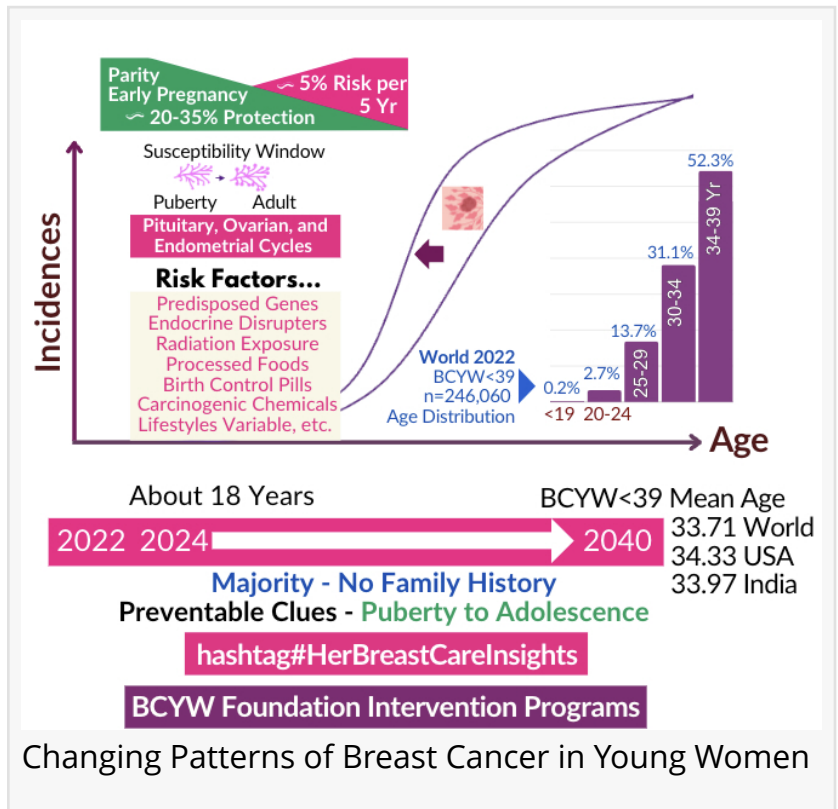 Parity
Early Pregnancy
~ 20-35% Protection
~ 5% Risk per
5 Yr
Susceptibility Window
Puberty Adult
Pituitary, Ovarian, and
Endometrial Cycles
Risk Factors...
Predisposed Genes
Endocrine Disrupters
Radiation Exposure
Processed Foods
Birth Control Pills
Carcinogenic Chemicals
Lifestyles Variable, etc.
Incidences
Age
World 2022
BCYW<39
n=246,060
Age Distribution
0.2%
2.7%
13.7%
31.1%
52.3%
<19 20-24
25-29
30-34
34-39 Yr
About 18 Years
2022 2024 2040
BCYW<39 Mean Age
33.71 World
34.33 USA
33.97 India
Majority - No Family History
Preventable Clues - Puberty to Adolescence
hashtag#HerBreastCareInsights
BCYW Foundation Intervention Programs
Changing Patterns of Breast Cancer in Young Women